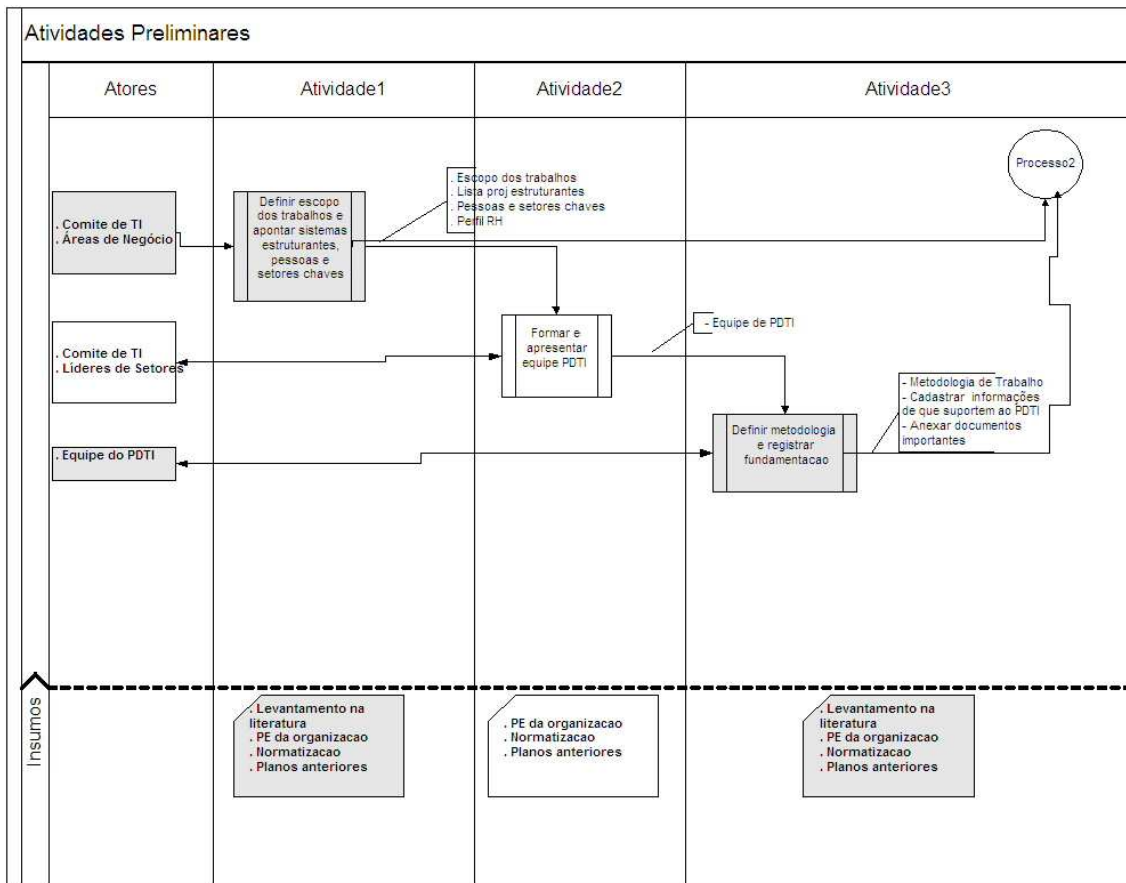 Atividades Preliminares
Atores
Atividade1
Atividade2
Atividade3
Processo2
. Escopo dos trabalhos
. Lista proj estruturantes
. Pessoas e setores chaves
. Perfil RH
. Comite de TI
. Áreas de Negócio
Definir escopo
dos trabalhos e
apontar sistemas
estruturantes,
pessoas e
setores chaves
. Comite de TI
. Líderes de Setores
Formar e
apresentar
equipe PDTI
- Equipe de PDTI
- Metodologia de Trabalho
- Cadastrar informações
de que suportem ao PDTI
- Anexar documentos
importantes
. Equipe do PDTI
Definir metodologia
e registrar
fundamentacao
Insumos
. Levantamento na
literatura
. PE da organizacao
. Normatizacao
. Planos anteriores
. PE da organizacao
. Normatizacao
. Planos anteriores
. Levantamento na
literatura
. PE da organizacao
. Normatizacao
. Planos anteriores